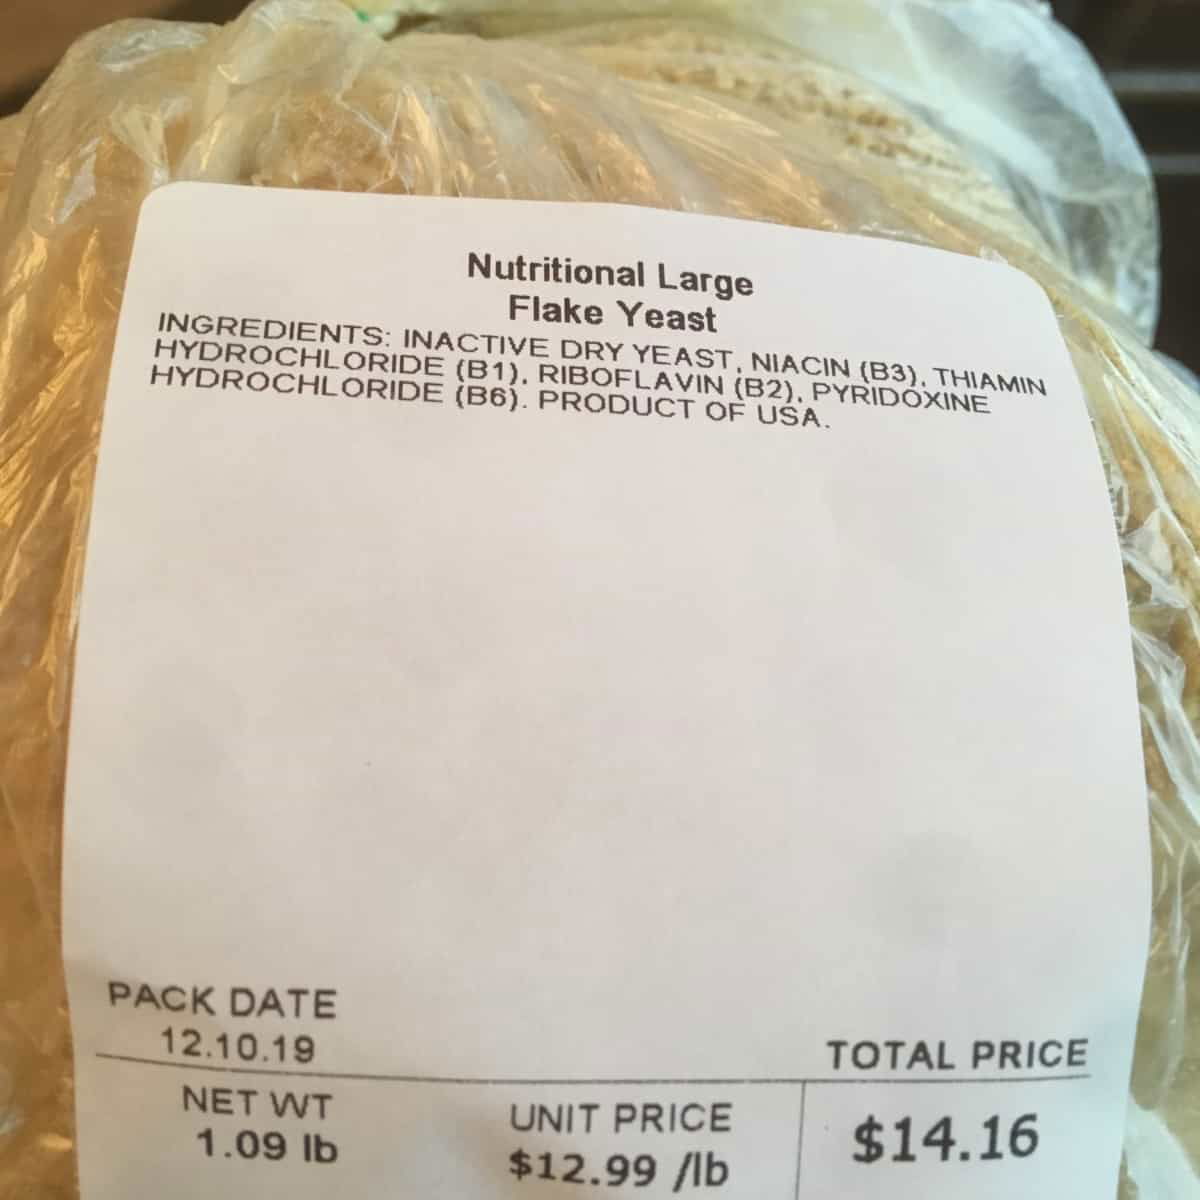 Nutritional Large
Flake Yeast
INGREDIENTS: INACTIVE DRY YEAST, NIACIN (B3), THIAMIN
HYDROCHLORIDE (B1), RIBOFLAVIN (B2), PYRIDOXINE
HYDROCHLORIDE (B6). PRODUCT OF USA.
PACK DATE
12.10.19
TOTAL PRICE
NET WT
1.09 lb
UNIT PRICE
$12.99 /lb
$14.16